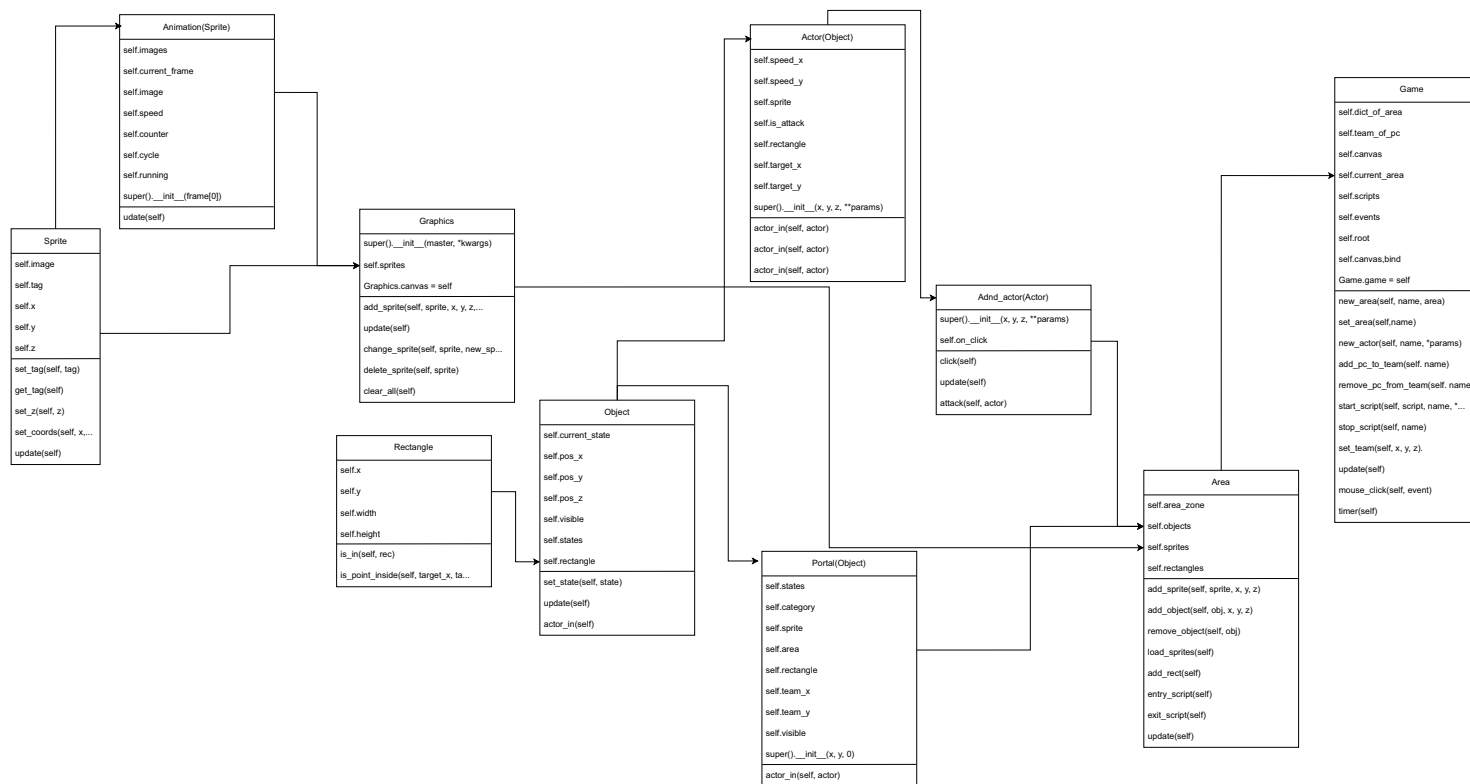 Animation(Sprite)
self.images
self.current_frame
self.image
self.speed
self.counter
self.cycle
self.running
super().__init__(frame[0])
udate(self)
Sprite
self.image
self.tag
self.x
self.y
self.z
set_tag(self, tag)
get_tag(self)
set_z(self, z)
set_coords(self, x,...
update(self)
Graphics
super().__init__(master, *kwargs)
self.sprites
Graphics.canvas = self
add_sprite(self, sprite, x, y, z,...
update(self)
change_sprite(self, sprite, new_sp...
delete_sprite(self, sprite)
clear_all(self)
Rectangle
self.x
self.y
self.width
self.height
is_in(self, rec)
is_point_inside(self, target_x, ta...
Object
self.current_state
self.pos_x
self.pos_y
self.pos_z
self.visible
self.states
self.rectangle
set_state(self, state)
update(self)
actor_in(self)
Actor(Object)
self.speed_x
self.speed_y
self.sprite
self.is_attack
self.rectangle
self.target_x
self.target_y
super().__init__(x, y, z, **params)
actor_in(self, actor)
actor_in(self, actor)
actor_in(self, actor)
Portal(Object)
self.states
self.category
self.sprite
self.area
self.rectangle
self.team_x
self.team_y
self.visible
super().__init__(x, y, 0)
actor_in(self, actor)
Adnd_actor(Actor)
super().__init__(x, y, z, **params)
self.on_click
click(self)
update(self)
attack(self, actor)
Area
self.area_zone
self.objects
self.sprites
self.rectangles
add_sprite(self, sprite, x, y, z)
add_object(self, obj, x, y, z)
remove_object(self, obj)
load_sprites(self)
add_rect(self)
entry_script(self)
exit_script(self)
update(self)
Game
self.dict_of_area
self.team_of_pc
self.canvas
self.current_area
self.scripts
self.events
self.root
self.canvas,bind
Game.game = self
new_area(self, name, area)
set_area(self,name)
new_actor(self, name, *params)
add_pc_to_team(self. name)
remove_pc_from_team(self. name
start_script(self, script, name, *...
stop_script(self, name)
set_team(self, x, y, z).
update(self)
mouse_click(self, event)
timer(self)